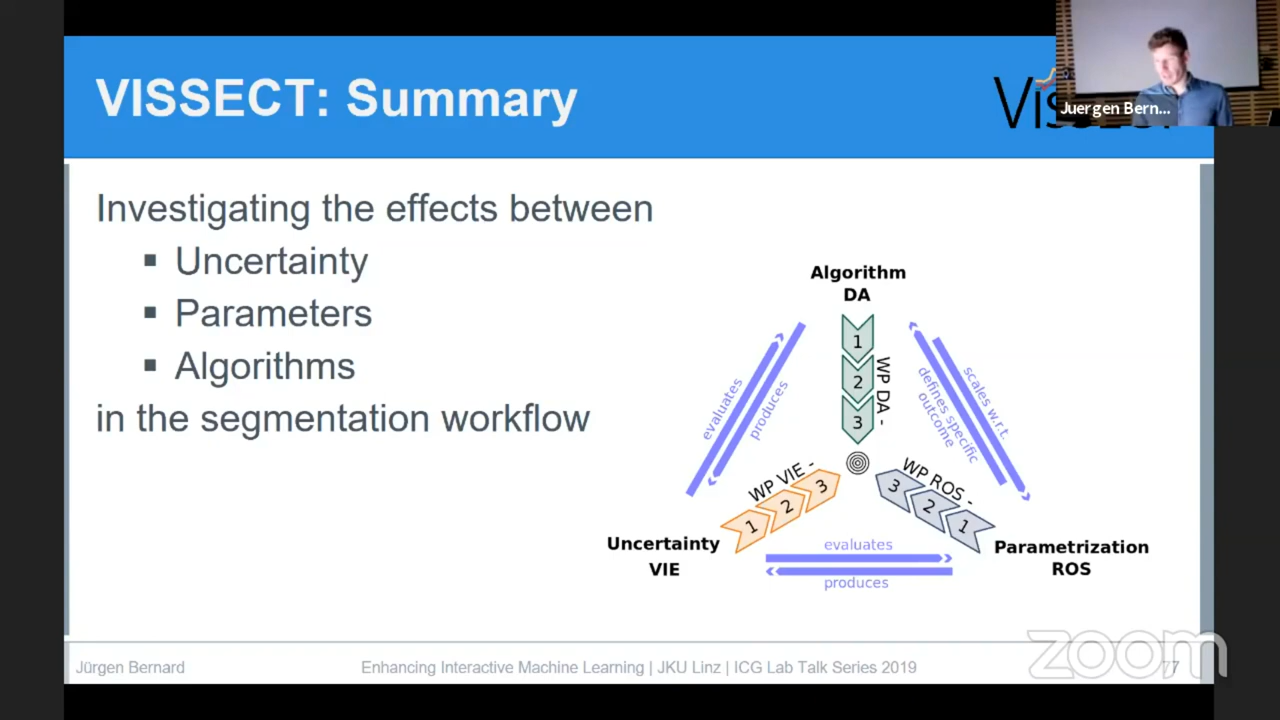 VISSECT: Summary
Juergen Bern...
Investigating the effects between
▪ Uncertainty
▪ Parameters
▪ Algorithms
in the segmentation workflow
Algorithm
DA
1
2
3
WP DA -
evaluates
produces
scales w.r.t.
defines specific
outcome
WP VIE -
1
2
3
WP ROS -
3
2
1
Uncertainty
VIE
evaluates
produces
Parametrization
ROS
Jürgen Bernard
Enhancing Interactive Machine Learning | JKU Linz | ICG Lab Talk Series 2019
77
zoom